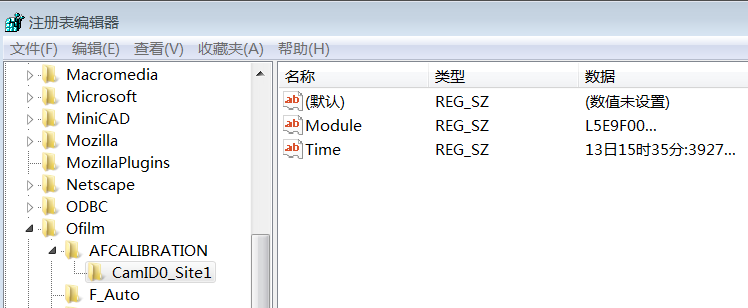 注册表编辑器
文件(F) 编辑(E) 查看(V) 收藏夹(A) 帮助(H)
Macromedia
Microsoft
MiniCAD
Mozilla
MozillaPlugins
Netscape
ODBC
Ofilm
AFCALIBRATION
CamID0_Site1
F_Auto
名称 类型 数据
(默认) REG_SZ (数值未设置)
Module REG_SZ L5E9F00...
Time REG_SZ 13日15时35分:3927...